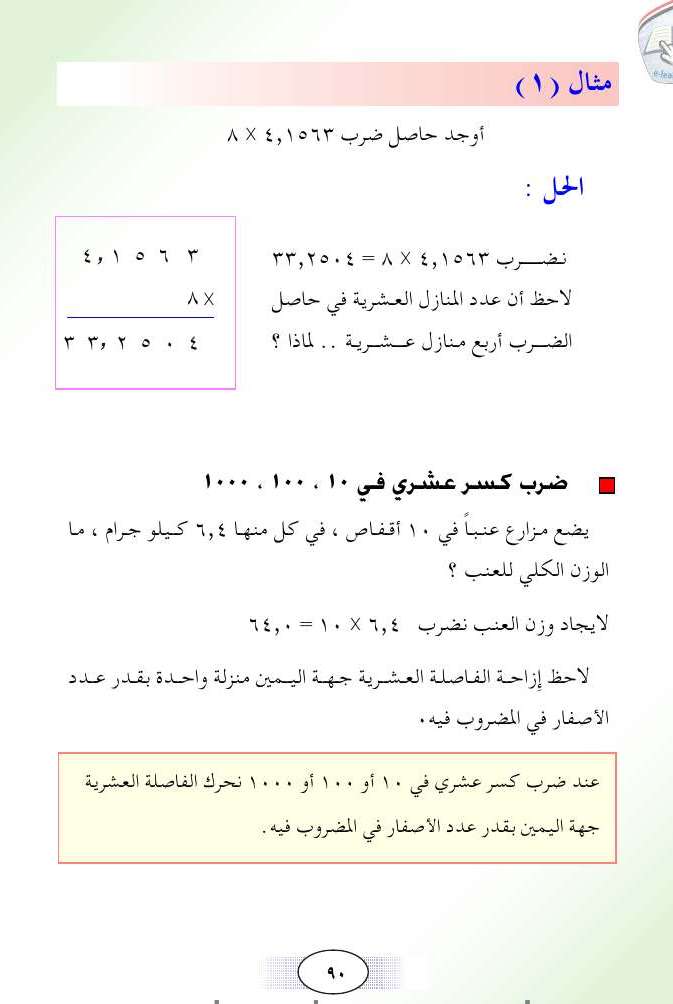 e-lea
مثال ( ١ )
أوجد حاصل ضرب ٤,١٥٦٣ × ٨
الحل :
نضرب ٤,١٥٦٣ × ٨ = ٣٣,٢٥٠٤
لاحظ أن عدد المنازل العشرية في حاصل
الضرب أربع منازل عشرية .. لماذا ؟
٤,١ ٥ ٦ ٣
× ٨
٣ ٣,٢ ٥ ٠ ٤
ضرب كسر عشري في ١٠ ، ١٠٠ ، ١٠٠٠
يضع مزارع عنباً في ١٠ أقفاص ، في كل منها ٦,٤ كيلو جرام ، ما
الوزن الكلي للعنب ؟
لايجاد وزن العنب نضرب ٦,٤ × ١٠ = ٦٤,٠
لاحظ إزاحة الفاصلة العشرية جهة اليمين منزلة واحدة بقدر عدد
الأصفار في المضروب فيه.
عند ضرب كسر عشري في ١٠ أو ١٠٠ أو ١٠٠٠ نحرك الفاصلة العشرية
جهة اليمين بقدر عدد الأصفار في المضروب فيه.
٩٠